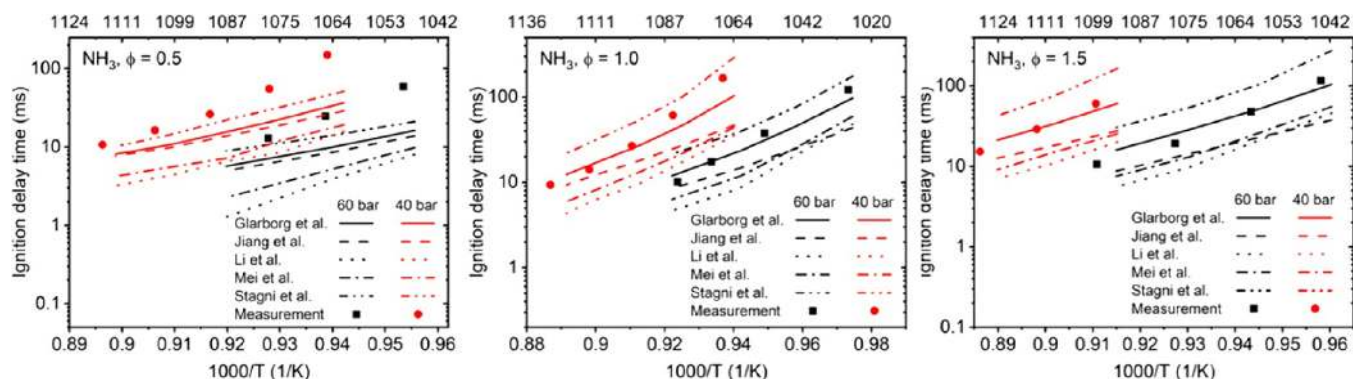 1124 1111 1099 1087 1075 1064 1053 1042
NH3, ϕ = 0.5
Ignition delay time (ms)
100
10
1
0.1
60 bar 40 bar
Glarborg et al.
Jiang et al.
Li et al.
Mei et al.
Stagni et al.
Measurement
0.89 0.9 0.91 0.92 0.93 0.94 0.95 0.96
1000/T (1/K)
1136 1111 1087 1064 1042 1020
NH3, ϕ = 1.0
Ignition delay time (ms)
100
10
1
60 bar 40 bar
Glarborg et al.
Jiang et al.
Li et al.
Mei et al.
Stagni et al.
Measurement
0.88 0.9 0.92 0.94 0.96 0.98
1000/T (1/K)
1124 1111 1099 1087 1075 1064 1053 1042
NH3, ϕ = 1.5
Ignition delay time (ms)
100
10
1
0.1
60 bar 40 bar
Glarborg et al.
Jiang et al.
Li et al.
Mei et al.
Stagni et al.
Measurement
0.89 0.9 0.91 0.92 0.93 0.94 0.95 0.96
1000/T (1/K)